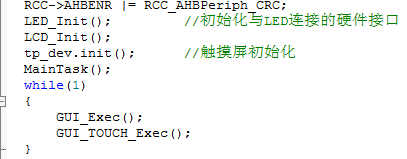 RCC->AHBENR |= RCC_AHBPeriph_CRC;
LED_Init(); //初始化与LED连接的硬件接口
LCD_Init();
tp_dev.init(); //触摸屏初始化
MainTask();
while(1)
{
GUI_Exec();
GUI_TOUCH_Exec();
}